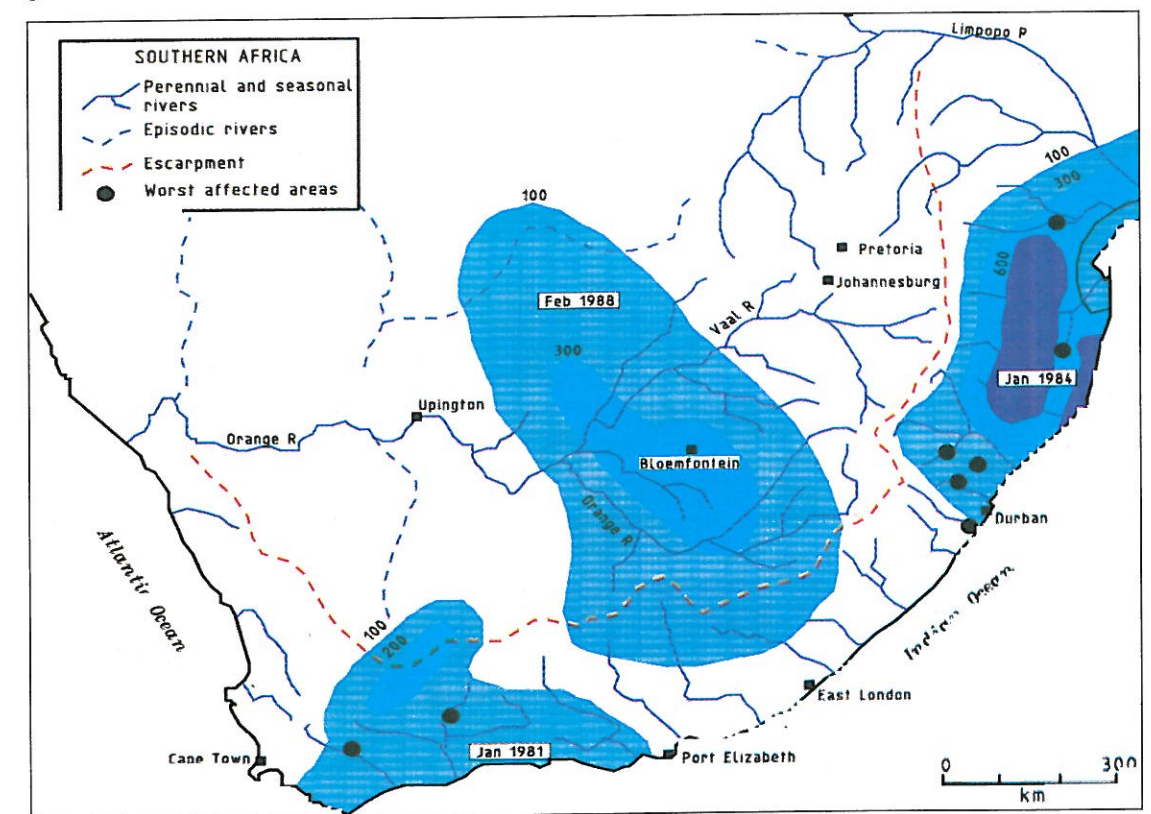 SOUTHERN AFRICA
Perennial and seasonal
rivers
Episodic rivers
Escarpment
Worst affected areas
Limpopo R
100
300
600
100
Pretoria
Johannesburg
Feb 1988
Vaal R
300
Jan 1984
Upington
Orange R
Bloemfontein
Orange R
Durban
Atlantic Ocean
Indian Ocean
100
200
East London
Jan 1981
Cape Town
Port Elizabeth
0 300
km